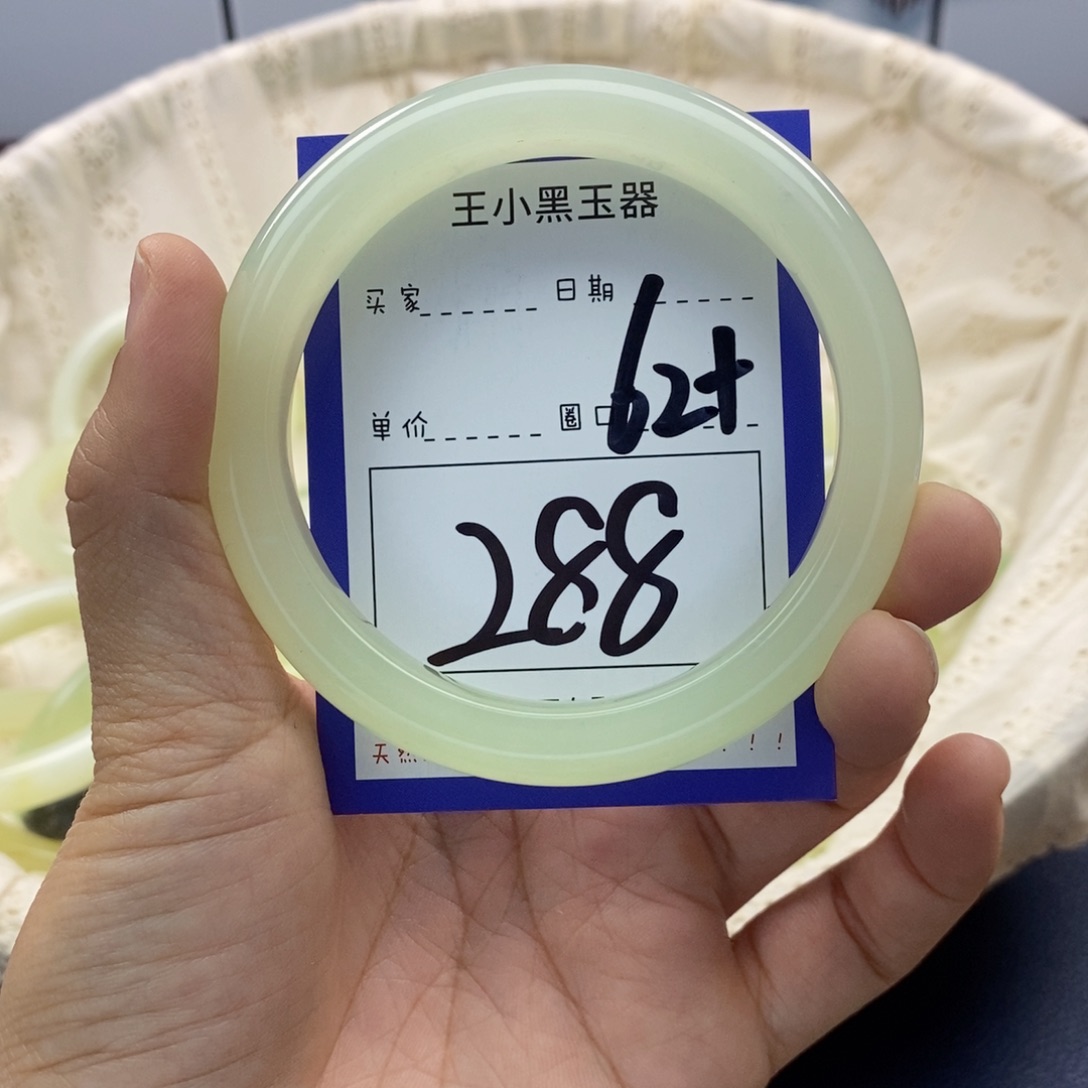 王小黑玉器
买家 日期
62+
单价 圈口
288
天然 !!